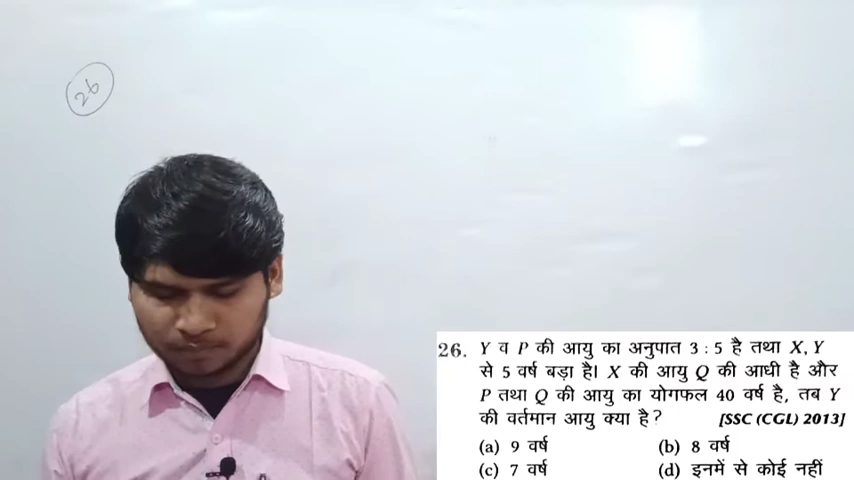 26
26. Y व P की आयु का अनुपात 3 : 5 है तथा X, Y
से 5 वर्ष बड़ा है। X की आयु Q की आधी है और
P तथा Q की आयु का योगफल 40 वर्ष है, तब Y
की वर्तमान आयु क्या है? [SSC (CGL) 2013]
(a) 9 वर्ष (b) 8 वर्ष
(c) 7 वर्ष (d) इनमें से कोई नहीं